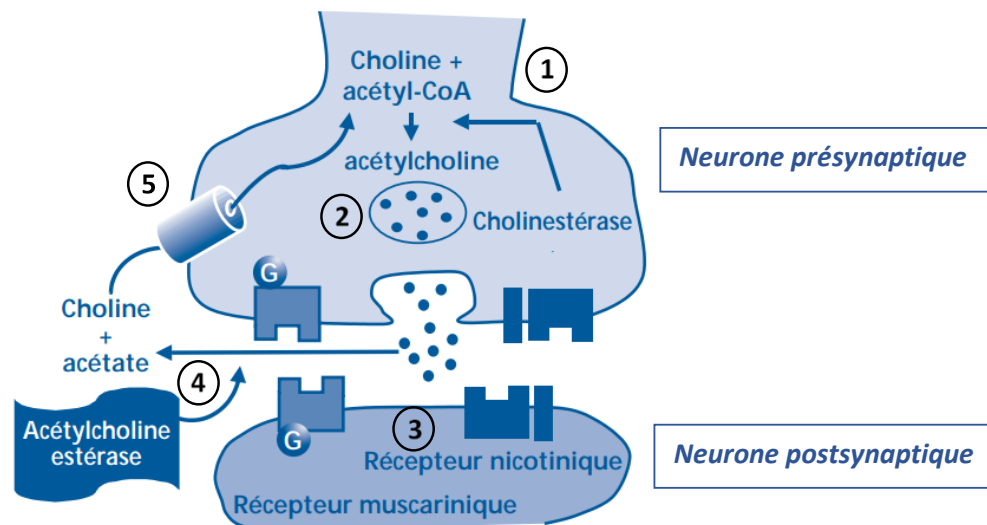 Choline +
acétyl-CoA
1
acétylcholine
Neurone présynaptique
5
2
Cholinestérase
G
Choline
+
acétate
4
Acétylcholine
estérase
3
G
Récepteur nicotinique
Récepteur muscarinique
Neurone postsynaptique